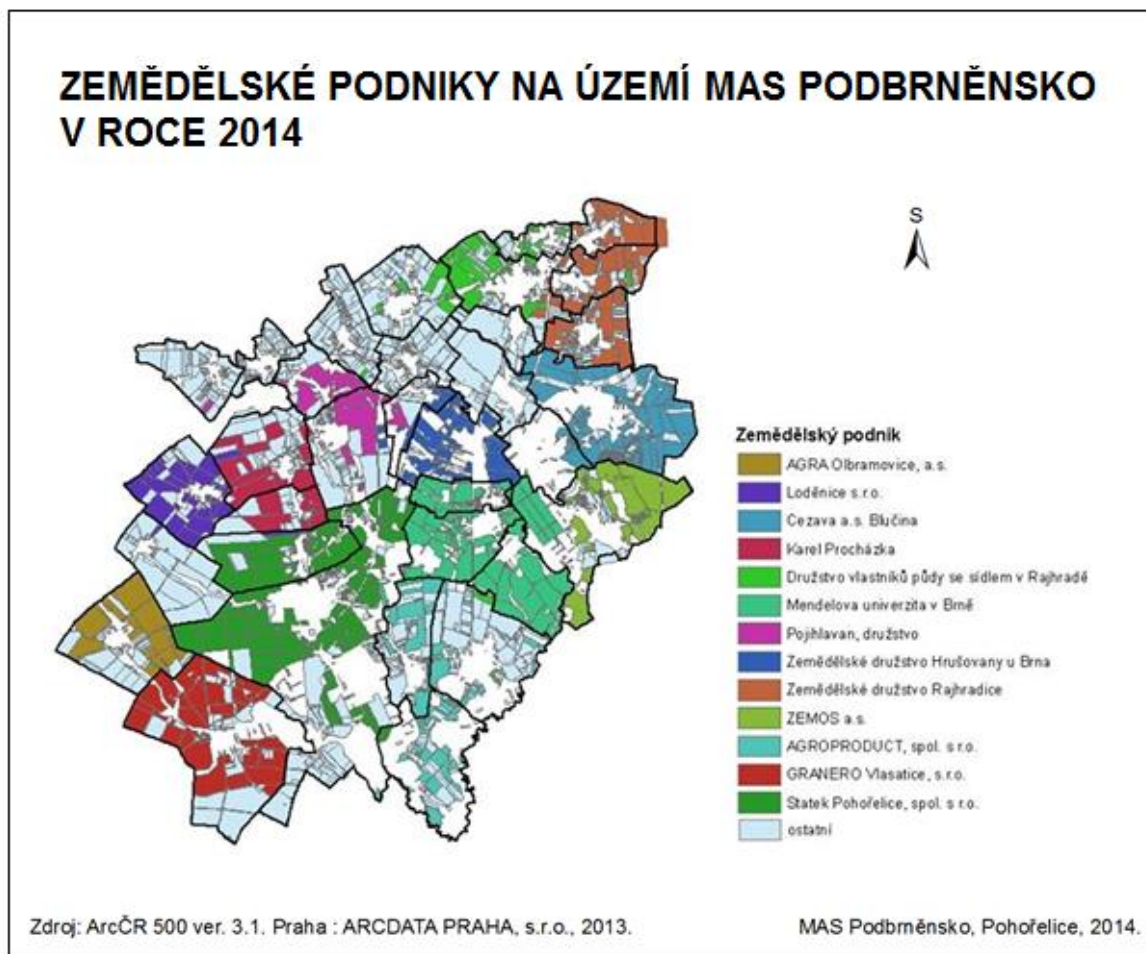 ZEMĚDĚLSKÉ PODNIKY NA ÚZEMÍ MAS PODBRNĚNSKO
V ROCE 2014
S
Zemědělský podnik
AGRA Olbramovice, a.s.
Loděnice s.r.o.
Cezava a.s. Blučina
Karel Procházka
Družstvo vlastníků půdy se sídlem v Rajhradě
Mendelova univerzita v Brně
Pojihlavan, družstvo
Zemědělské družstvo Hrušovany u Brna
Zemědělské družstvo Rajhradice
ZEMOS a.s.
AGROPRODUCT, spol. s r.o.
GRANERO Vlasatice, s.r.o.
Statek Pohořelice, spol. s r.o.
ostatní
Zdroj: ArcČR 500 ver. 3.1. Praha : ARCDATA PRAHA, s.r.o., 2013.
MAS Podbrněnsko, Pohořelice, 2014.